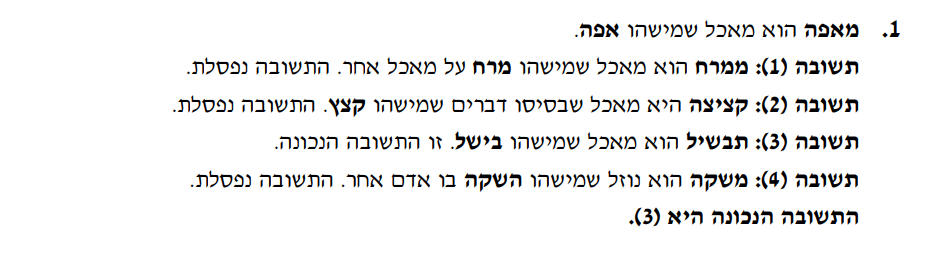 1. מאפה הוא מאכל שמישהו אפה.
תשובה (1): ממרח הוא מאכל שמישהו מרח על מאכל אחר. התשובה נפסלת.
תשובה (2): קציצה היא מאכל שבסיסו דברים שמישהו קצץ. התשובה נפסלת.
תשובה (3): תבשיל הוא מאכל שמישהו בישל. זו התשובה הנכונה.
תשובה (4): משקה הוא נוזל שמישהו השקה בו אדם אחר. התשובה נפסלת.
התשובה הנכונה היא (3).